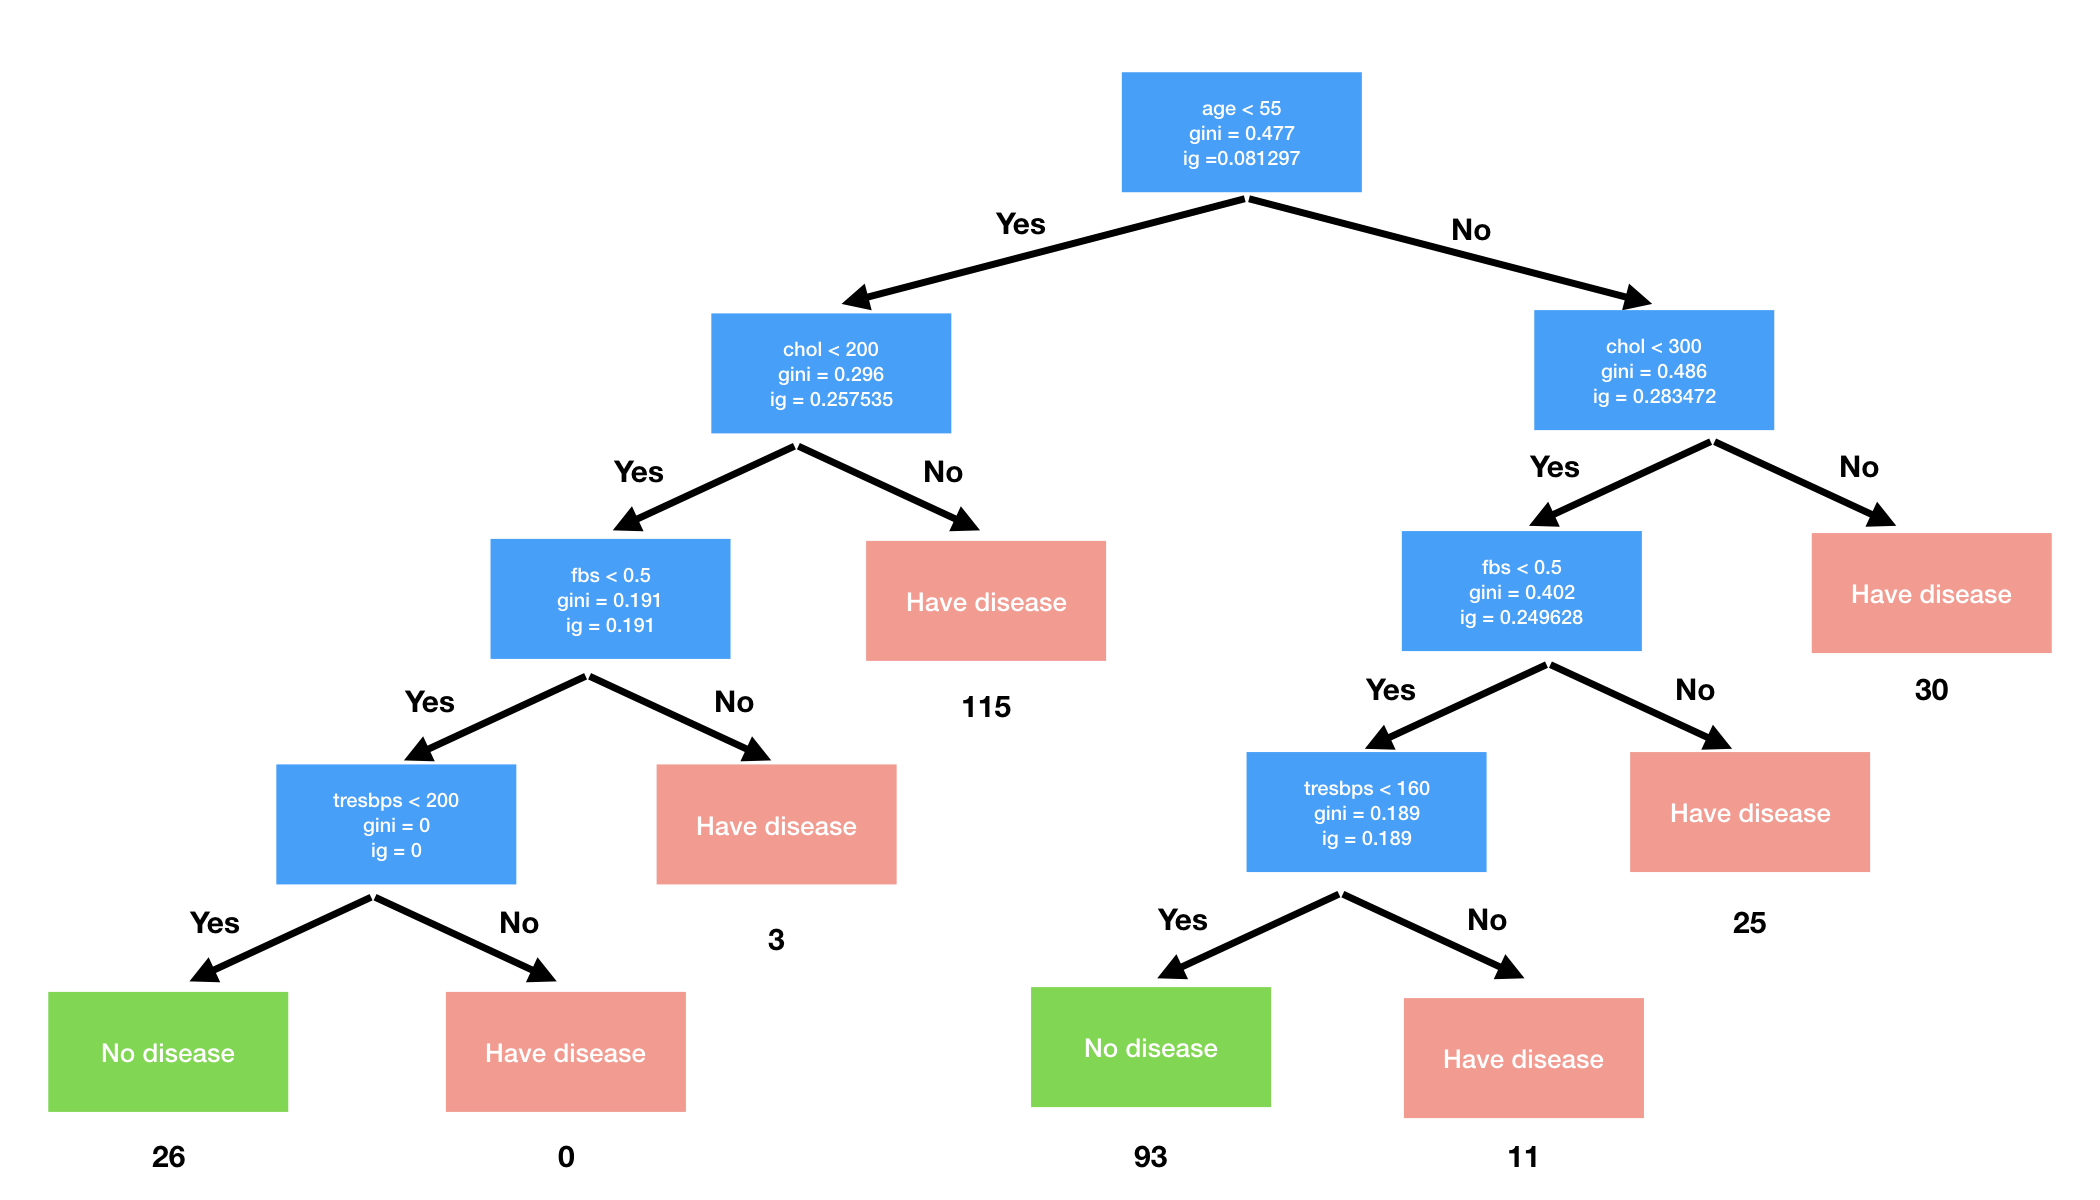 age < 55
gini = 0.477
ig =0.081297
Yes
No
chol < 200
gini = 0.296
ig = 0.257535
chol < 300
gini = 0.486
ig = 0.283472
Yes
No
Yes
No
fbs < 0.5
gini = 0.191
ig = 0.191
Have disease
115
fbs < 0.5
gini = 0.402
ig = 0.249628
Have disease
30
Yes
No
Yes
No
tresbps < 200
gini = 0
ig = 0
Have disease
3
tresbps < 160
gini = 0.189
ig = 0.189
Have disease
25
Yes
No
Yes
No
No disease
26
Have disease
0
No disease
93
Have disease
11